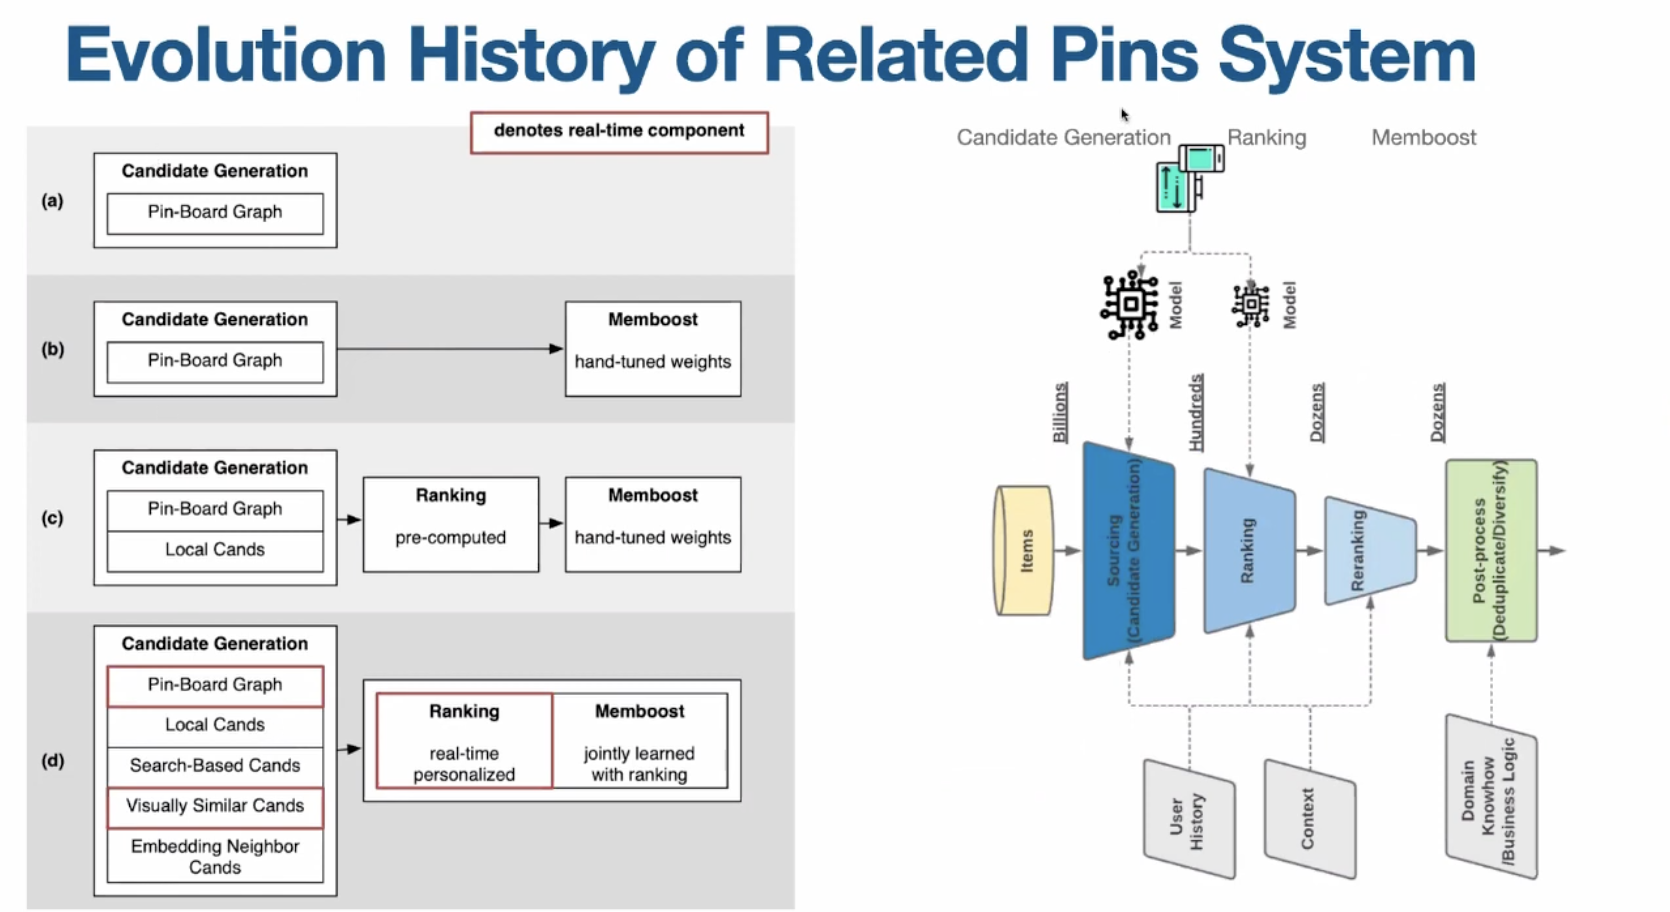 Evolution History of Related Pins System
denotes real-time component
(a)
Candidate Generation
Pin-Board Graph
(b)
Candidate Generation
Pin-Board Graph
Memboost
hand-tuned weights
(c)
Candidate Generation
Pin-Board Graph
Local Cands
Ranking
pre-computed
Memboost
hand-tuned weights
(d)
Candidate Generation
Pin-Board Graph
Local Cands
Search-Based Cands
Visually Similar Cands
Embedding Neighbor
Cands
Ranking
real-time
personalized
Memboost
jointly learned
with ranking
Candidate Generation
Ranking
Memboost
Model
Model
Billions
Hundreds
Dozens
Dozens
Items
Sourcing
(Candidate Generation)
Ranking
Reranking
Post-process
(Deduplicate/Diversify)
User
History
Context
Domain
Knowhow
/Business Logic